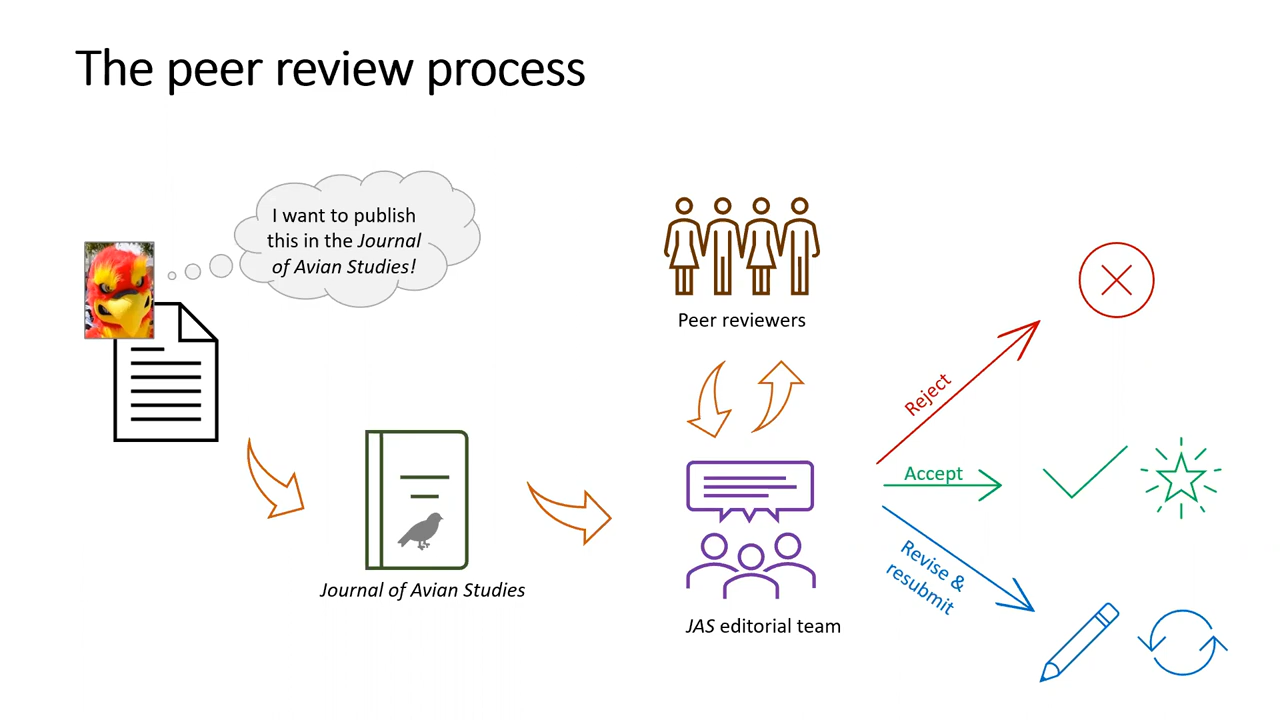 The peer review process
I want to publish
this in the Journal
of Avian Studies!
Peer reviewers
Journal of Avian Studies
JAS editorial team
Reject
Accept
Revise &
resubmit